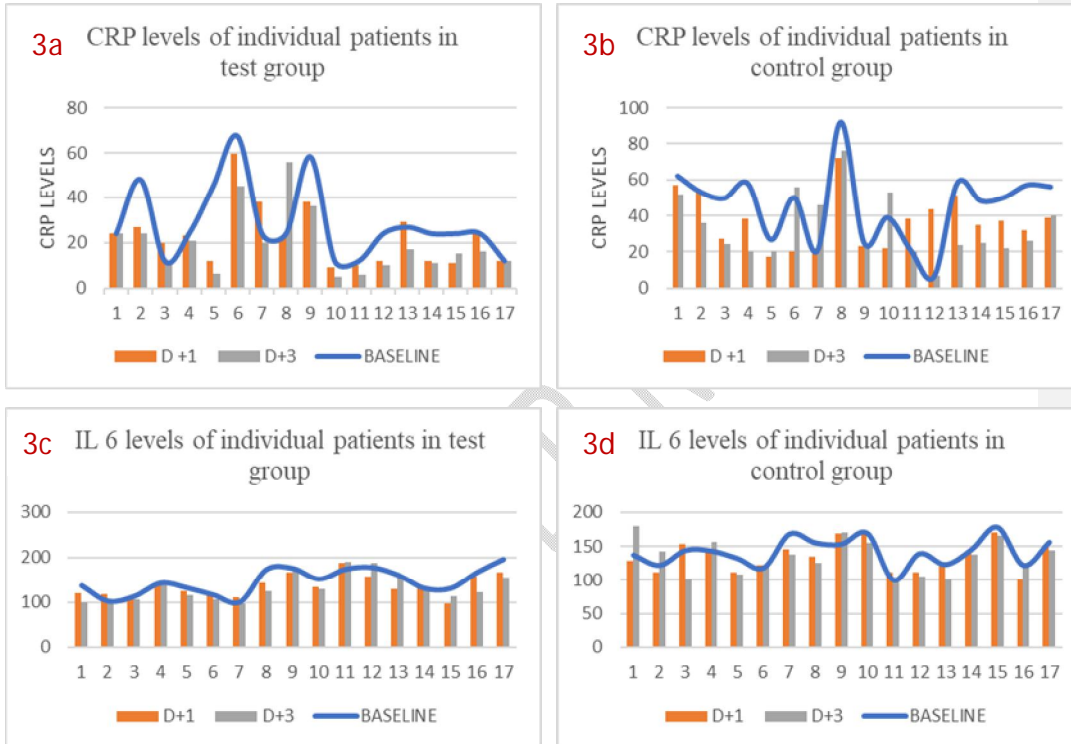 3a CRP levels of individual patients in
test group
CRP LEVELS
80
60
40
20
0
1 2 3 4 5 6 7 8 9 10 11 12 13 14 15 16 17
D +1 D+3 BASELINE
3b CRP levels of individual patients in
control group
CRP LEVELS
100
80
60
40
20
0
1 2 3 4 5 6 7 8 9 10 11 12 13 14 15 16 17
D +1 D+3 BASELINE
3c IL 6 levels of individual patients in test
group
300
200
100
0
1 2 3 4 5 6 7 8 9 10 11 12 13 14 15 16 17
D+1 D+3 BASELINE
3d IL 6 levels of individual patients in
control group
200
150
100
50
0
1 2 3 4 5 6 7 8 9 10 11 12 13 14 15 16 17
D+1 D+3 BASELINE